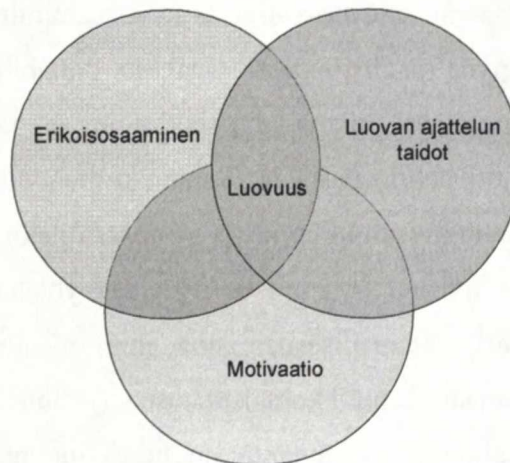 Erikoisosaaminen
Luovan ajattelun
taidot
Luovuus
Motivaatio